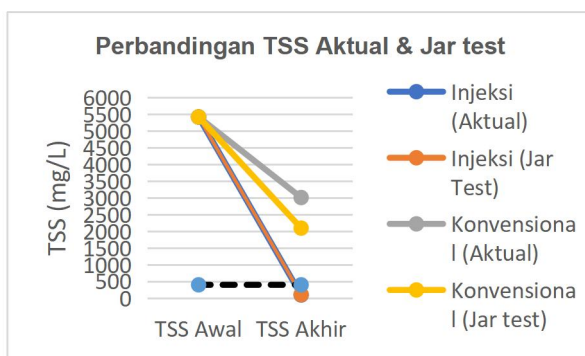 Perbandingan TSS Aktual & Jar test
TSS (mg/L)
6000
5500
5000
4500
4000
3500
3000
2500
2000
1500
1000
500
0
TSS Awal TSS Akhir
Injeksi
(Aktual)
Injeksi (Jar
Test)
Konvensiona
l (Aktual)
Konvensiona
l (Jar test)